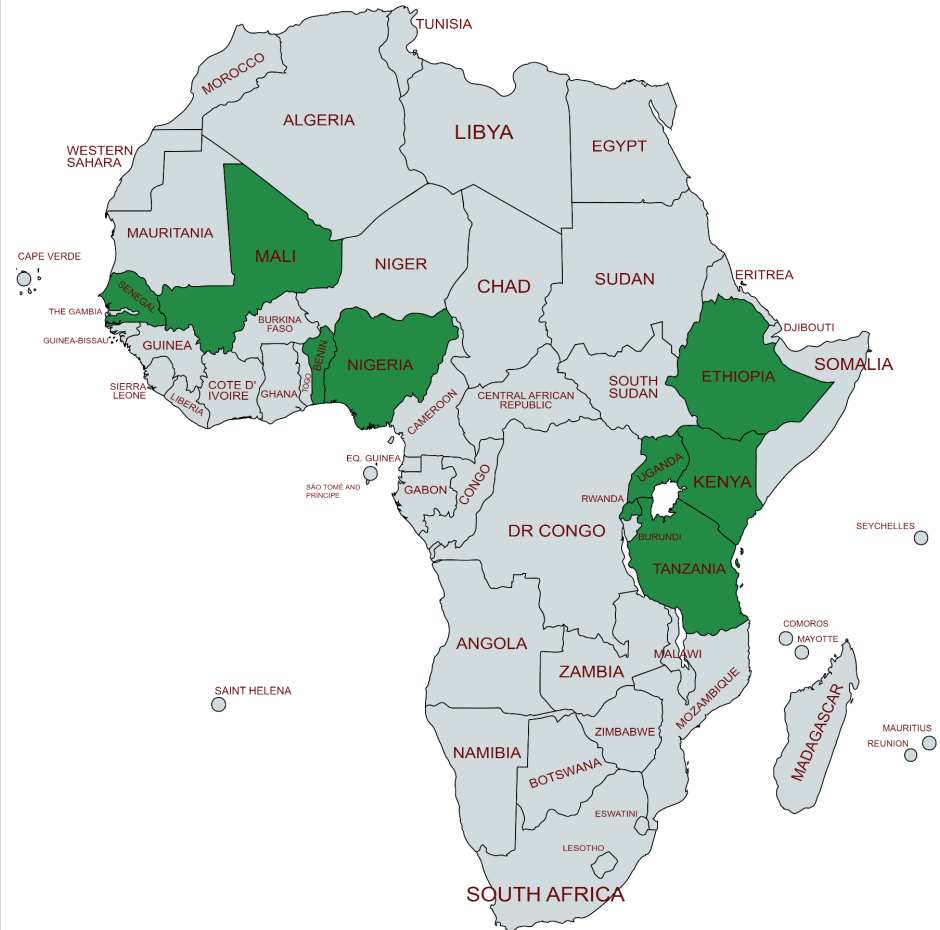 TUNISIA
MOROCCO
ALGERIA
LIBYA
EGYPT
WESTERN
SAHARA
MAURITANIA
MALI
NIGER
CHAD
SUDAN
ERITREA
CAPE VERDE
SENEGAL
THE GAMBIA
GUINEA-BISSAU
GUINEA
BURKINA
FASO
BENIN
NIGERIA
DJIBOUTI
SOMALIA
ETHIOPIA
SIERRA
LEONE
LIBERIA
COTE D'
IVOIRE
GHANA
TOGO
CAMEROON
CENTRAL AFRICAN
REPUBLIC
SOUTH
SUDAN
EQ. GUINEA
SÃO TOMÉ AND
PRÍNCIPE
GABON
CONGO
UGANDA
KENYA
RWANDA
DR CONGO
BURUNDI
TANZANIA
SEYCHELLES
COMOROS
MAYOTTE
ANGOLA
ZAMBIA
MALAWI
MOZAMBIQUE
SAINT HELENA
MADAGASCAR
MAURITIUS
REUNION
NAMIBIA
BOTSWANA
ZIMBABWE
ESWATINI
LESOTHO
SOUTH AFRICA